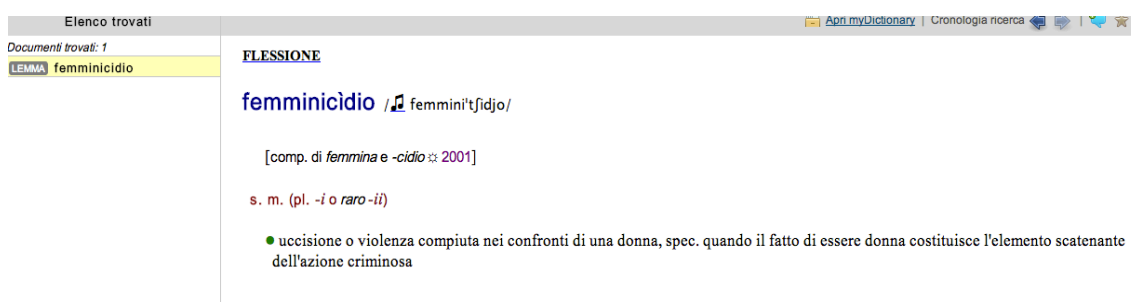 Elenco trovati
Apri myDictionary | Cronologia ricerca |
Documenti trovati: 1
LEMMA femminicidio
FLESSIONE
femminicìdio /femmini'tʃidjo/
[comp. di femmina e -cidio ☼ 2001]
s. m. (pl. -i o raro -ii)
● uccisione o violenza compiuta nei confronti di una donna, spec. quando il fatto di essere donna costituisce l'elemento scatenante
dell'azione criminosa